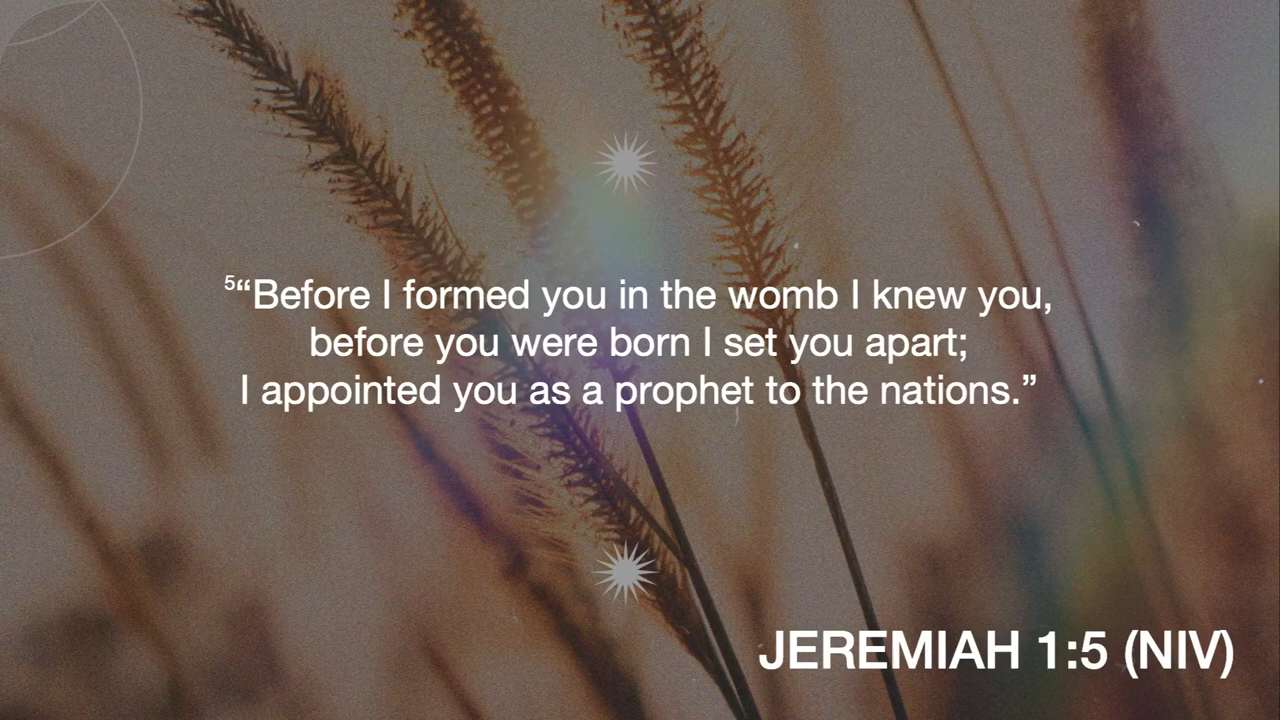 ⁵“Before I formed you in the womb I knew you,
before you were born I set you apart;
I appointed you as a prophet to the nations.”
JEREMIAH 1:5 (NIV)